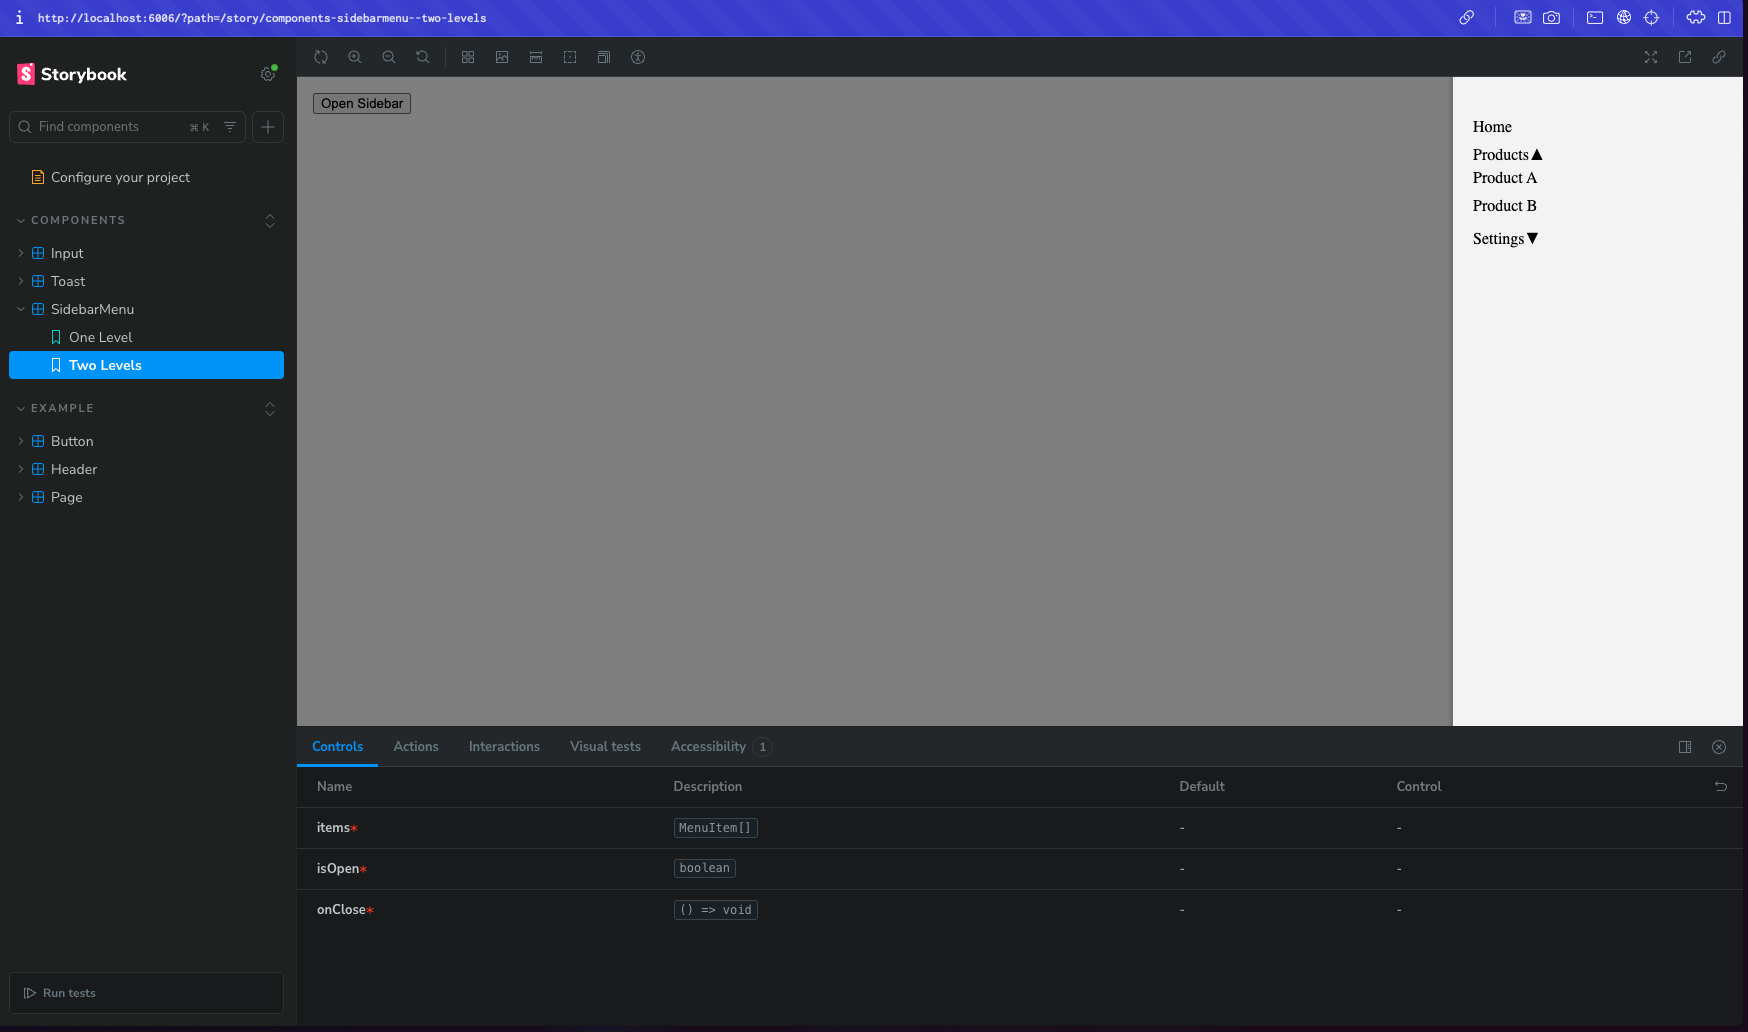 http://localhost:6006/?path=/story/components-sidebarmenu--two-levels
Storybook
Find components
⌘ K
Configure your project
COMPONENTS
Input
Toast
SidebarMenu
One Level
Two Levels
EXAMPLE
Button
Header
Page
Run tests
Open Sidebar
Home
Products▲
Product A
Product B
Settings▼
Controls Actions Interactions Visual tests Accessibility 1
Name Description Default Control
items* MenuItem[] - -
isOpen* boolean - -
onClose* () => void - -